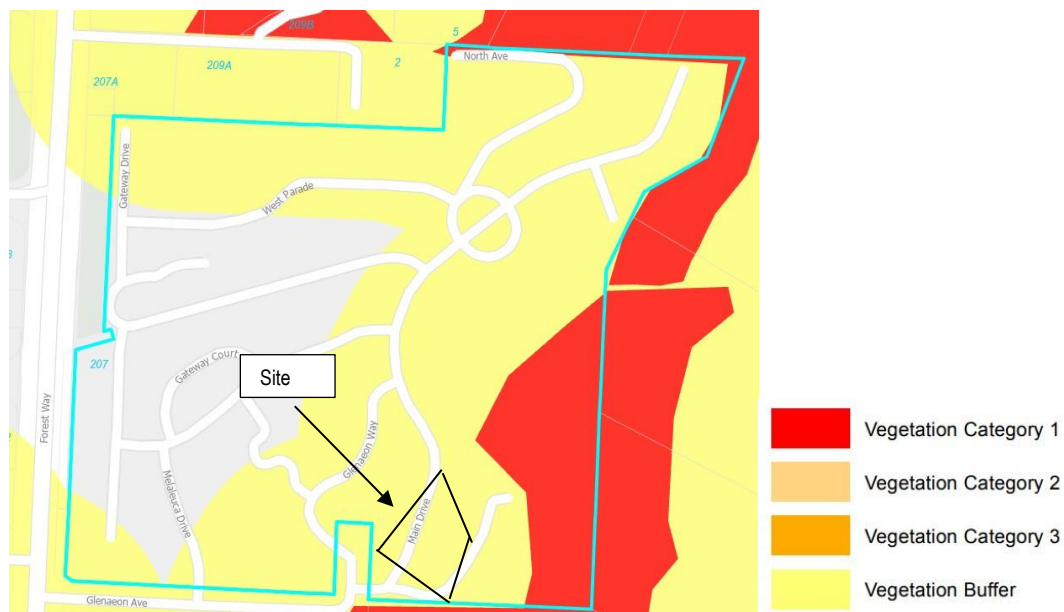 209B
5
North Ave
209A
2
207A
Gateway Drive
West Parade
207
Gateway Court
Site
Forest Way
Glenaeon Way
Melaleuca Drive
Main Drive
Glenaeon Ave
Vegetation Category 1
Vegetation Category 2
Vegetation Category 3
Vegetation Buffer